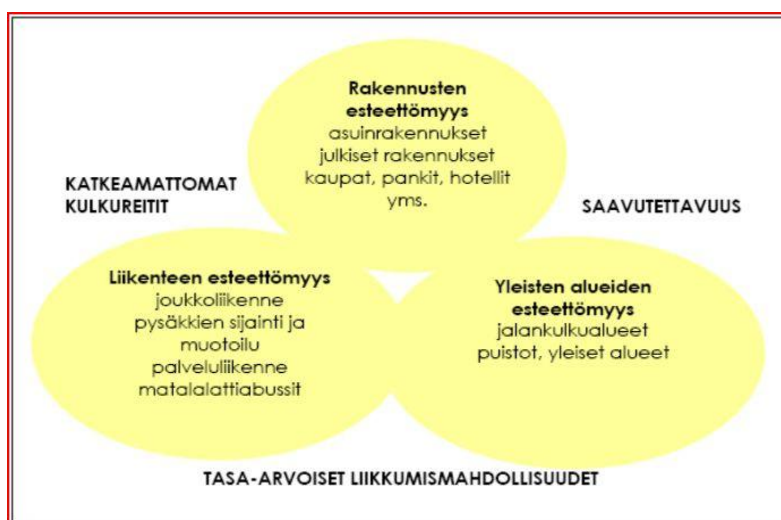 Rakennusten
esteettömyys
asuinrakennukset
julkiset rakennukset
kaupat, pankit, hotellit
yms.
KATKEAMATTOMAT
KULKUREITIT
SAAVUTETTAVUUS
Liikenteen esteettömyys
joukkoliikenne
pysäkkien sijainti ja
muotoilu
palveluliikenne
matalalattiabussit
Yleisten alueiden
esteettömyys
jalankulkualueet
puistot, yleiset alueet
TASA-ARVOISET LIIKKUMISMAHDOLLISUUDET